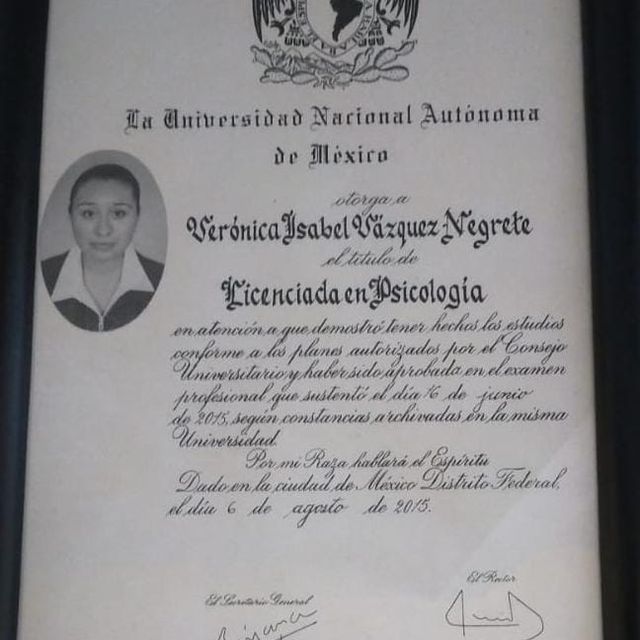 La Universidad Nacional Autónoma
de México
otorga a
Verónica Isabel Vázquez Negrete
el título de
Licenciada en Psicología
en atención a que demostró tener hechos los estudios
conforme a los planes autorizados por el Consejo
Universitario y haber sido aprobada en el examen
profesional que sustentó el día 16 de junio
de 2015, según constancias archivadas en la misma
Universidad.
Por mi Raza hablará el Espíritu
Dado en la ciudad de México Distrito Federal,
el día 6 de agosto de 2015.
El Rector
El Secretario General